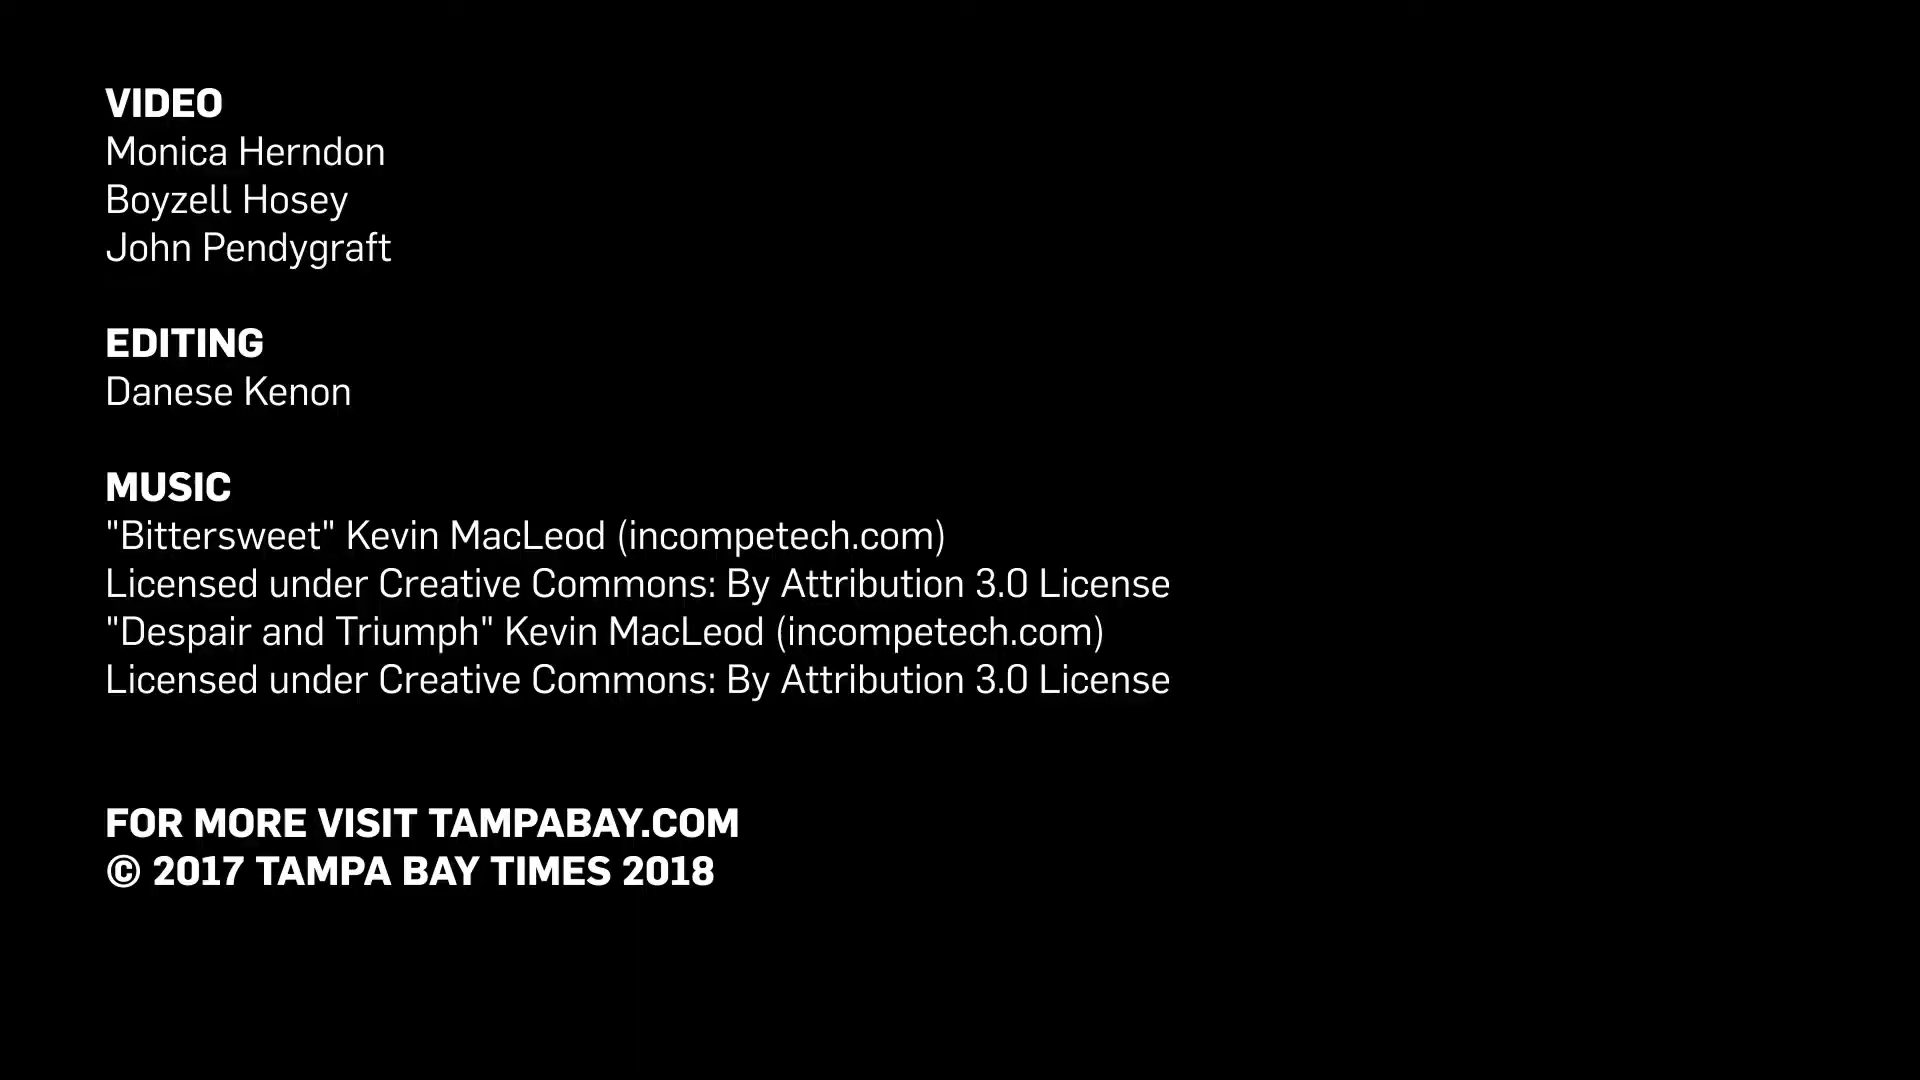 VIDEO
Monica Herndon
Boyzell Hosey
John Pendygraft
EDITING
Danese Kenon
MUSIC
"Bittersweet" Kevin MacLeod (incompetech.com)
Licensed under Creative Commons: By Attribution 3.0 License
"Despair and Triumph" Kevin MacLeod (incompetech.com)
Licensed under Creative Commons: By Attribution 3.0 License
FOR MORE VISIT TAMPABAY.COM
© 2017 TAMPA BAY TIMES 2018